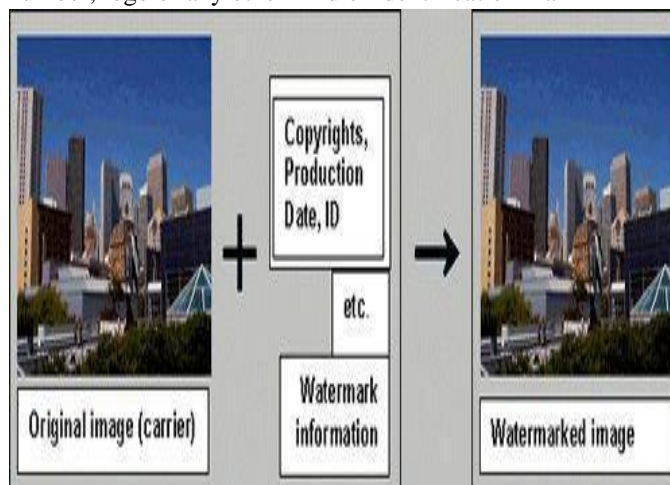 Copyrights,
Production
Date, ID
etc.
Watermark
information
Original image (carrier)
Watermarked image